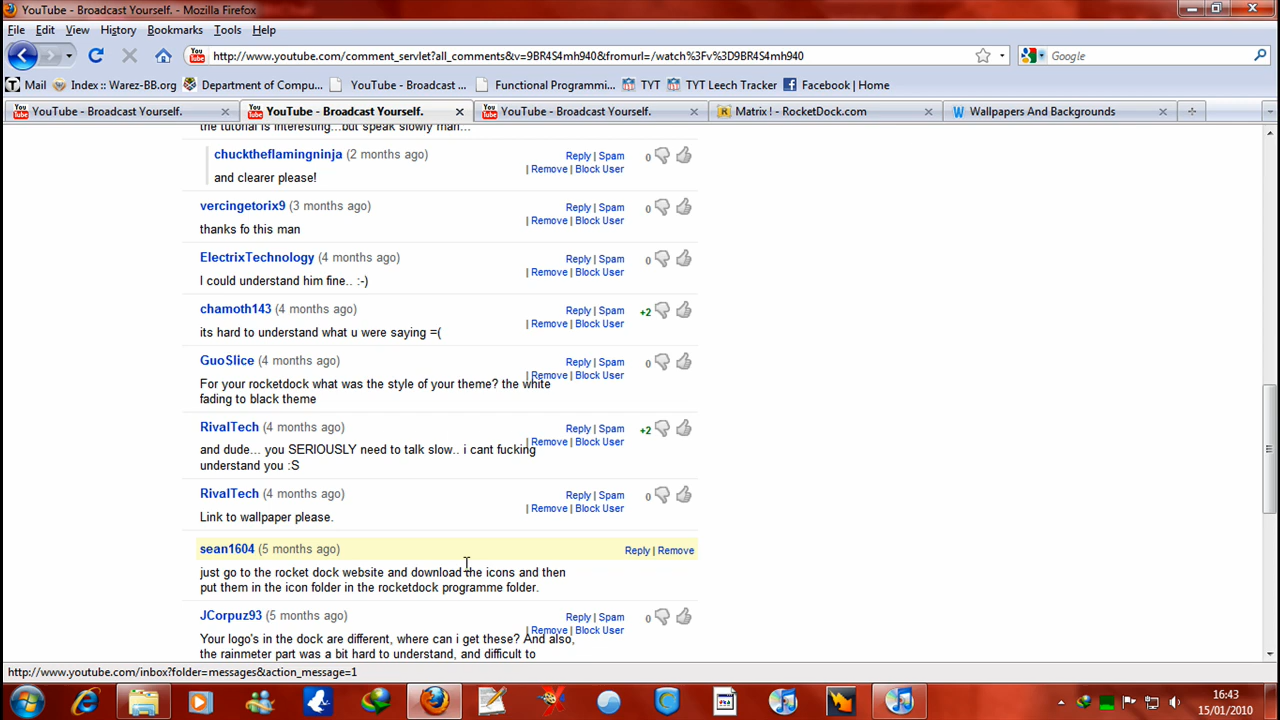 YouTube - Broadcast Yourself. - Mozilla Firefox
File Edit View History Bookmarks Tools Help
You Tube http://www.youtube.com/comment_servlet?all_comments&v=9BR4S4mh940&fromurl=/watch%3Fv%3D9BR4S4mh940 Google
Mail Index :: Warez-BB.org Department of Compu... YouTube - Broadcast ... Functional Programmi... TYT TYT Leech Tracker Facebook | Home
YouTube - Broadcast Yourself. YouTube - Broadcast Yourself. YouTube - Broadcast Yourself. Matrix ! - RocketDock.com Wallpapers And Backgrounds
the tutorial is interesting...but speak slowly man...
chucktheflamingninja (2 months ago) Reply | Spam 0
| Remove | Block User
and clearer please!
vercingetorix9 (3 months ago) Reply | Spam 0
| Remove | Block User
thanks fo this man
ElectrixTechnology (4 months ago) Reply | Spam 0
| Remove | Block User
I could understand him fine.. :-)
chamoth143 (4 months ago) Reply | Spam +2
| Remove | Block User
its hard to understand what u were saying =(
GuoSlice (4 months ago) Reply | Spam 0
| Remove | Block User
For your rocketdock what was the style of your theme? the white
fading to black theme
RivalTech (4 months ago) Reply | Spam +2
| Remove | Block User
and dude... you SERIOUSLY need to talk slow.. i cant fucking
understand you :S
RivalTech (4 months ago) Reply | Spam 0
| Remove | Block User
Link to wallpaper please.
sean1604 (5 months ago) Reply | Remove
just go to the rocket dock website and download the icons and then
put them in the icon folder in the rocketdock programme folder.
JCorpuz93 (5 months ago) Reply | Spam 0
| Remove | Block User
Your logo's in the dock are different, where can i get these? And also,
the rainmeter part was a bit hard to understand, and difficult to
http://www.youtube.com/inbox?folder=messages&action_message=1
16:43
15/01/2010